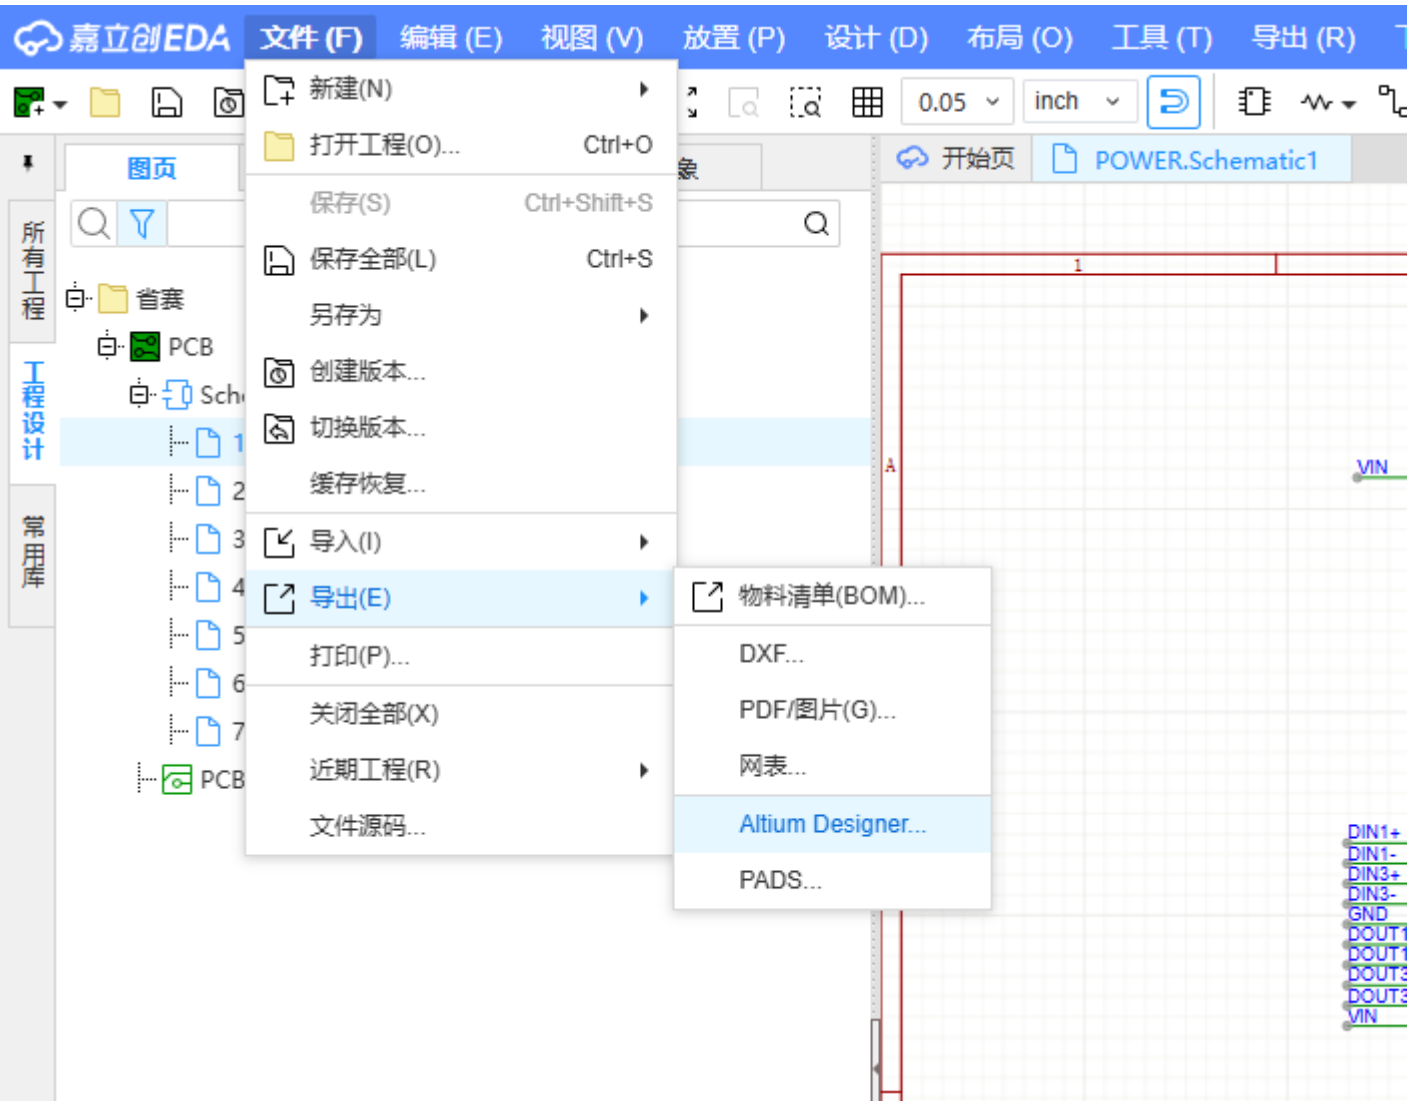 嘉立创EDA 文件 (F) 编辑 (E) 视图 (V) 放置 (P) 设计 (D) 布局 (O) 工具 (T) 导出 (R)
0.05 inch
图页
象
开始页
POWER.Schematic1
所有工程
工程设计
常用库
省赛
PCB
Sch
1
2
3
4
5
6
7
PCB
新建(N)
打开工程(O)... Ctrl+O
保存(S) Ctrl+Shift+S
保存全部(L) Ctrl+S
另存为
创建版本...
切换版本...
缓存恢复...
导入(I)
导出(E)
打印(P)...
关闭全部(X)
近期工程(R)
文件源码...
物料清单(BOM)...
DXF...
PDF/图片(G)...
网表...
Altium Designer...
PADS...
1
A
VIN
DIN1+
DIN1-
DIN3+
DIN3-
GND
DOUT1
DOUT1
DOUT3
DOUT3
VIN